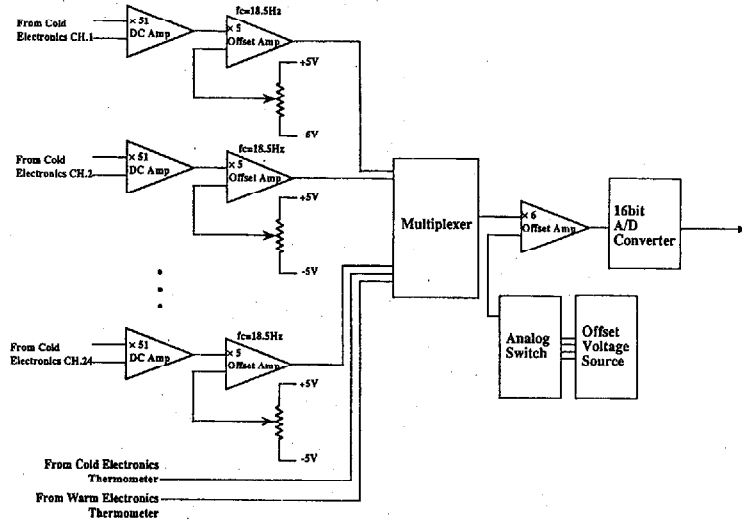 From Cold
Electronics CH.1
× 51
DC Amp
fc=18.5Hz
× 5
Offset Amp
+5V
-5V
From Cold
Electronics CH.2
× 51
DC Amp
fc=18.5Hz
× 5
Offset Amp
+5V
-5V
From Cold
Electronics CH.24
× 51
DC Amp
fc=18.5Hz
× 5
Offset Amp
+5V
-5V
From Cold Electronics
Thermometer
From Warm Electronics
Thermometer
Multiplexer
× 6
Offset Amp
16bit
A/D
Converter
Analog
Switch
Offset
Voltage
Source